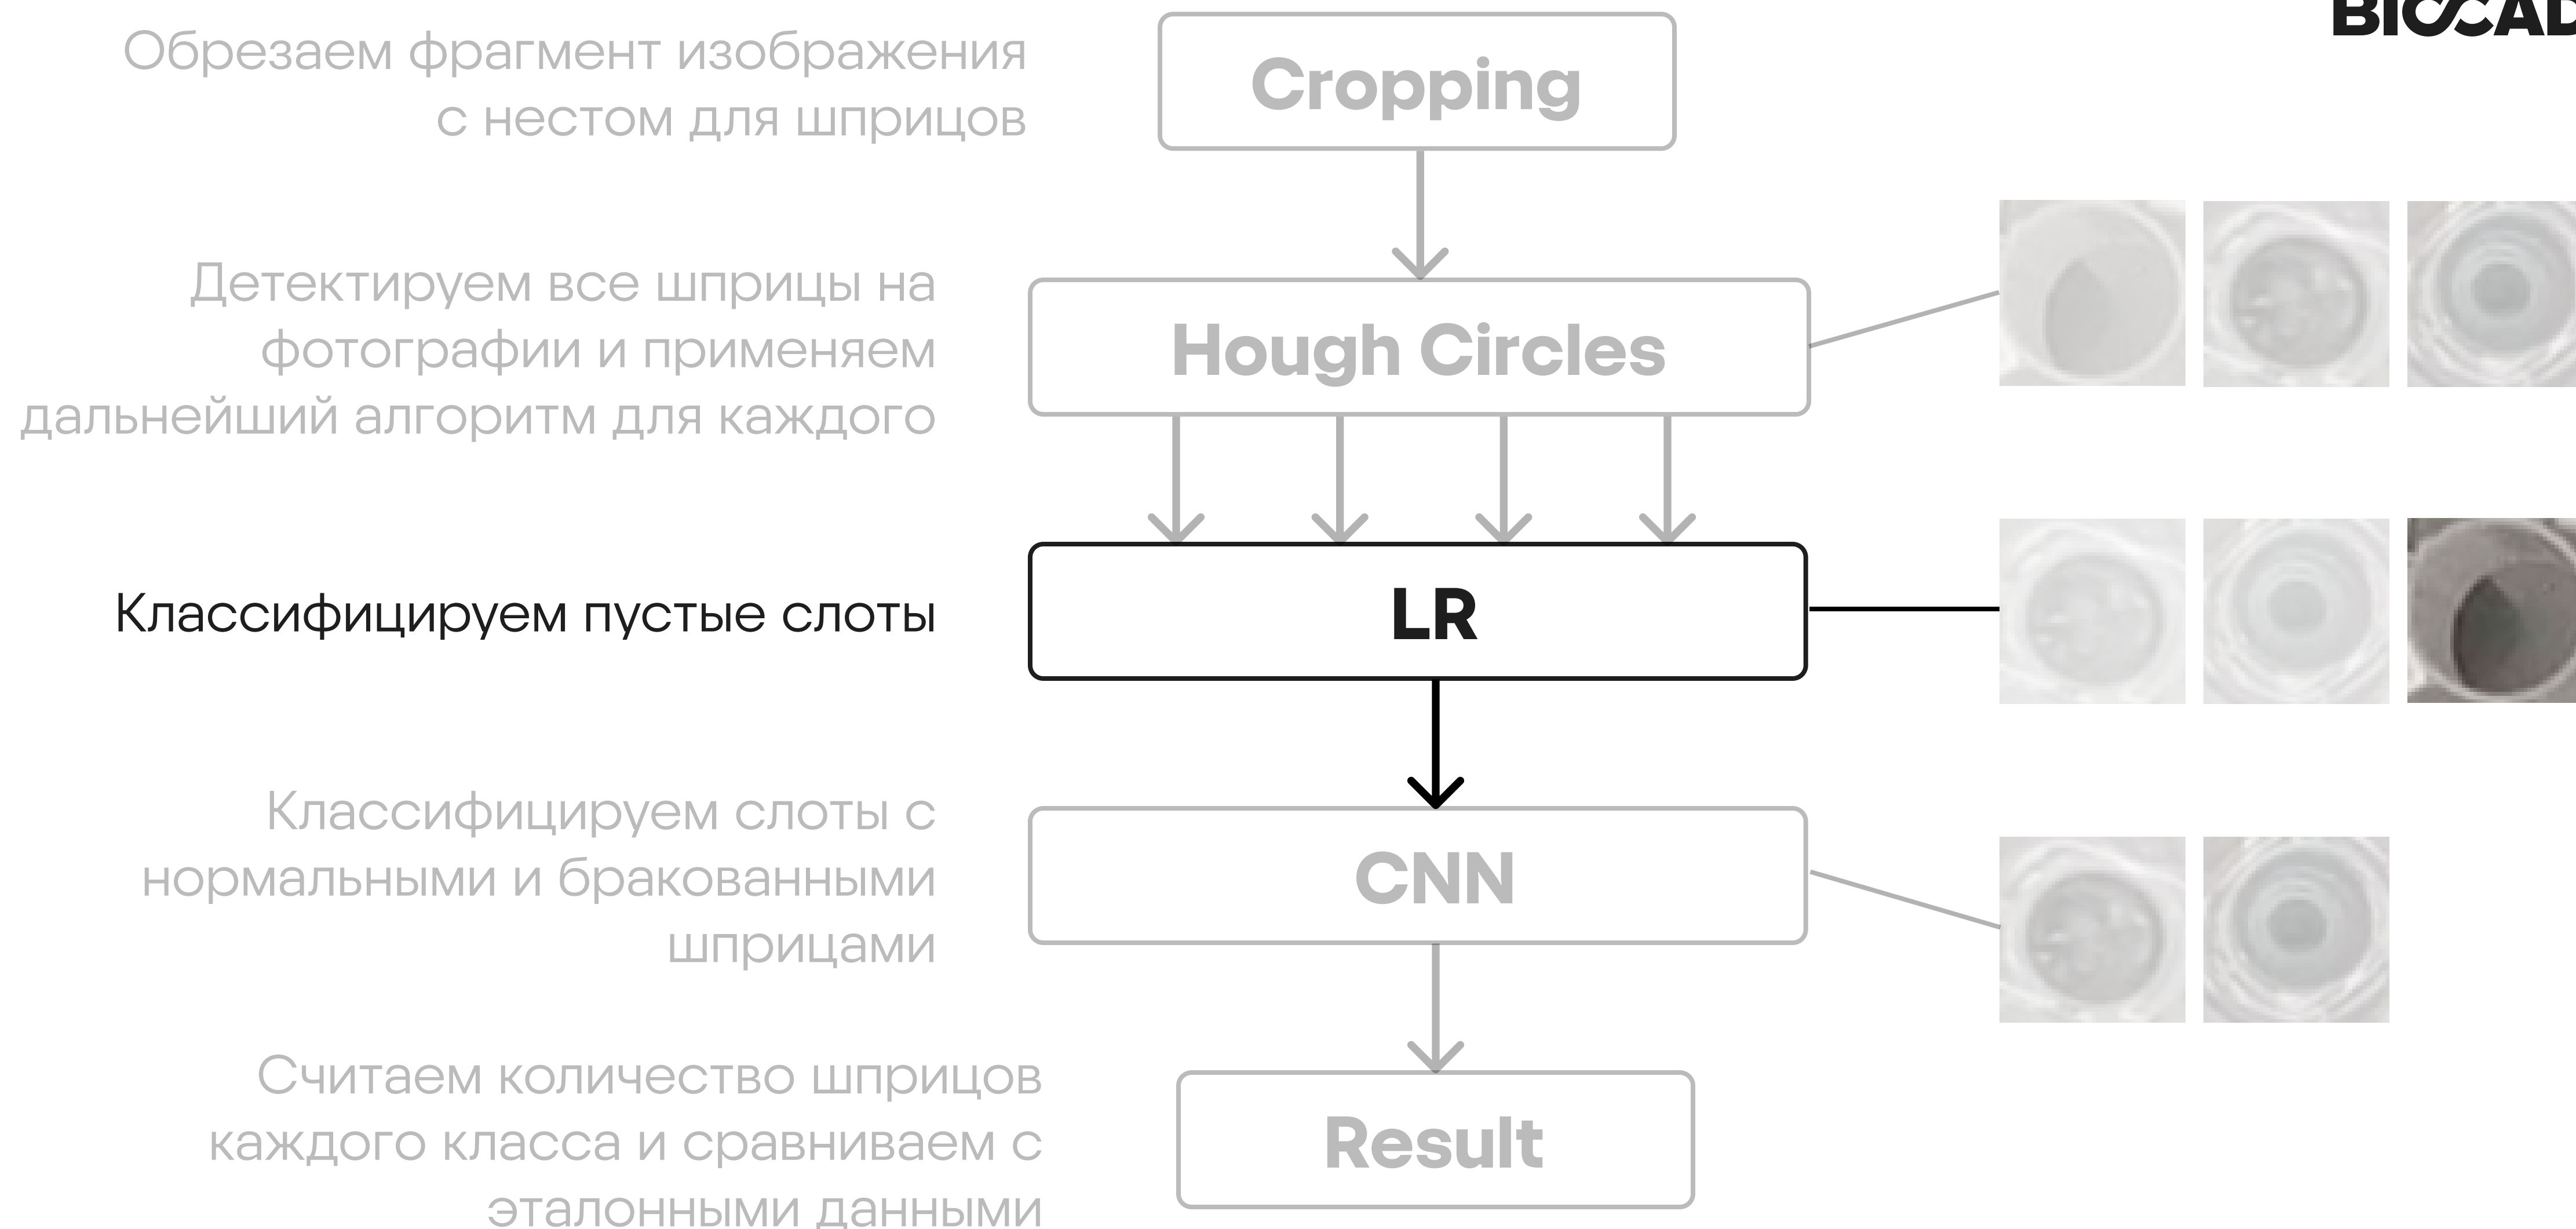 BIOCAD
Обрезаем фрагмент изображения
с нестом для шприцов
Cropping
Детектируем все шприцы на
фотографии и применяем
дальнейший алгоритм для каждого
Hough Circles
Классифицируем пустые слоты
LR
Классифицируем слоты с
нормальными и бракованными
шприцами
CNN
Считаем количество шприцов
каждого класса и сравниваем с
эталонными данными
Result